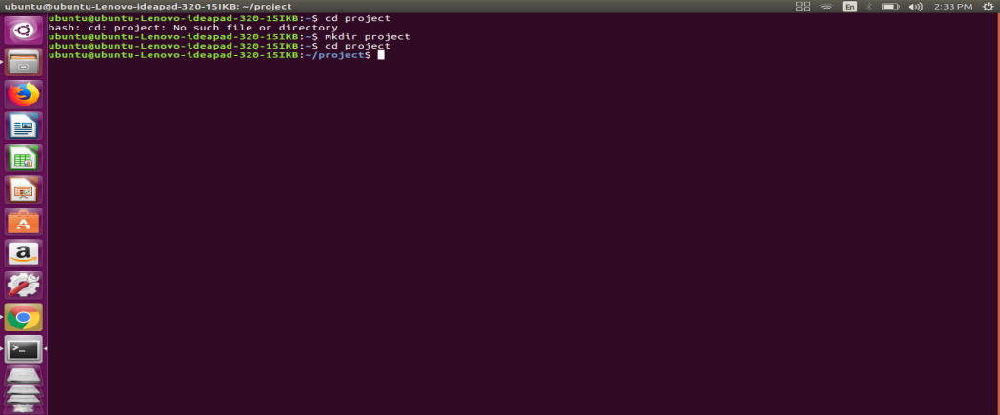 ubuntu@ubuntu-Lenovo-ideapad-320-15IKB: ~/project
En
2:33 PM
ubuntu@ubuntu-Lenovo-ideapad-320-15IKB:~$ cd project
bash: cd: project: No such file or directory
ubuntu@ubuntu-Lenovo-ideapad-320-15IKB:~$ mkdir project
ubuntu@ubuntu-Lenovo-ideapad-320-15IKB:~$ cd project
ubuntu@ubuntu-Lenovo-ideapad-320-15IKB:~/project$
a
>_